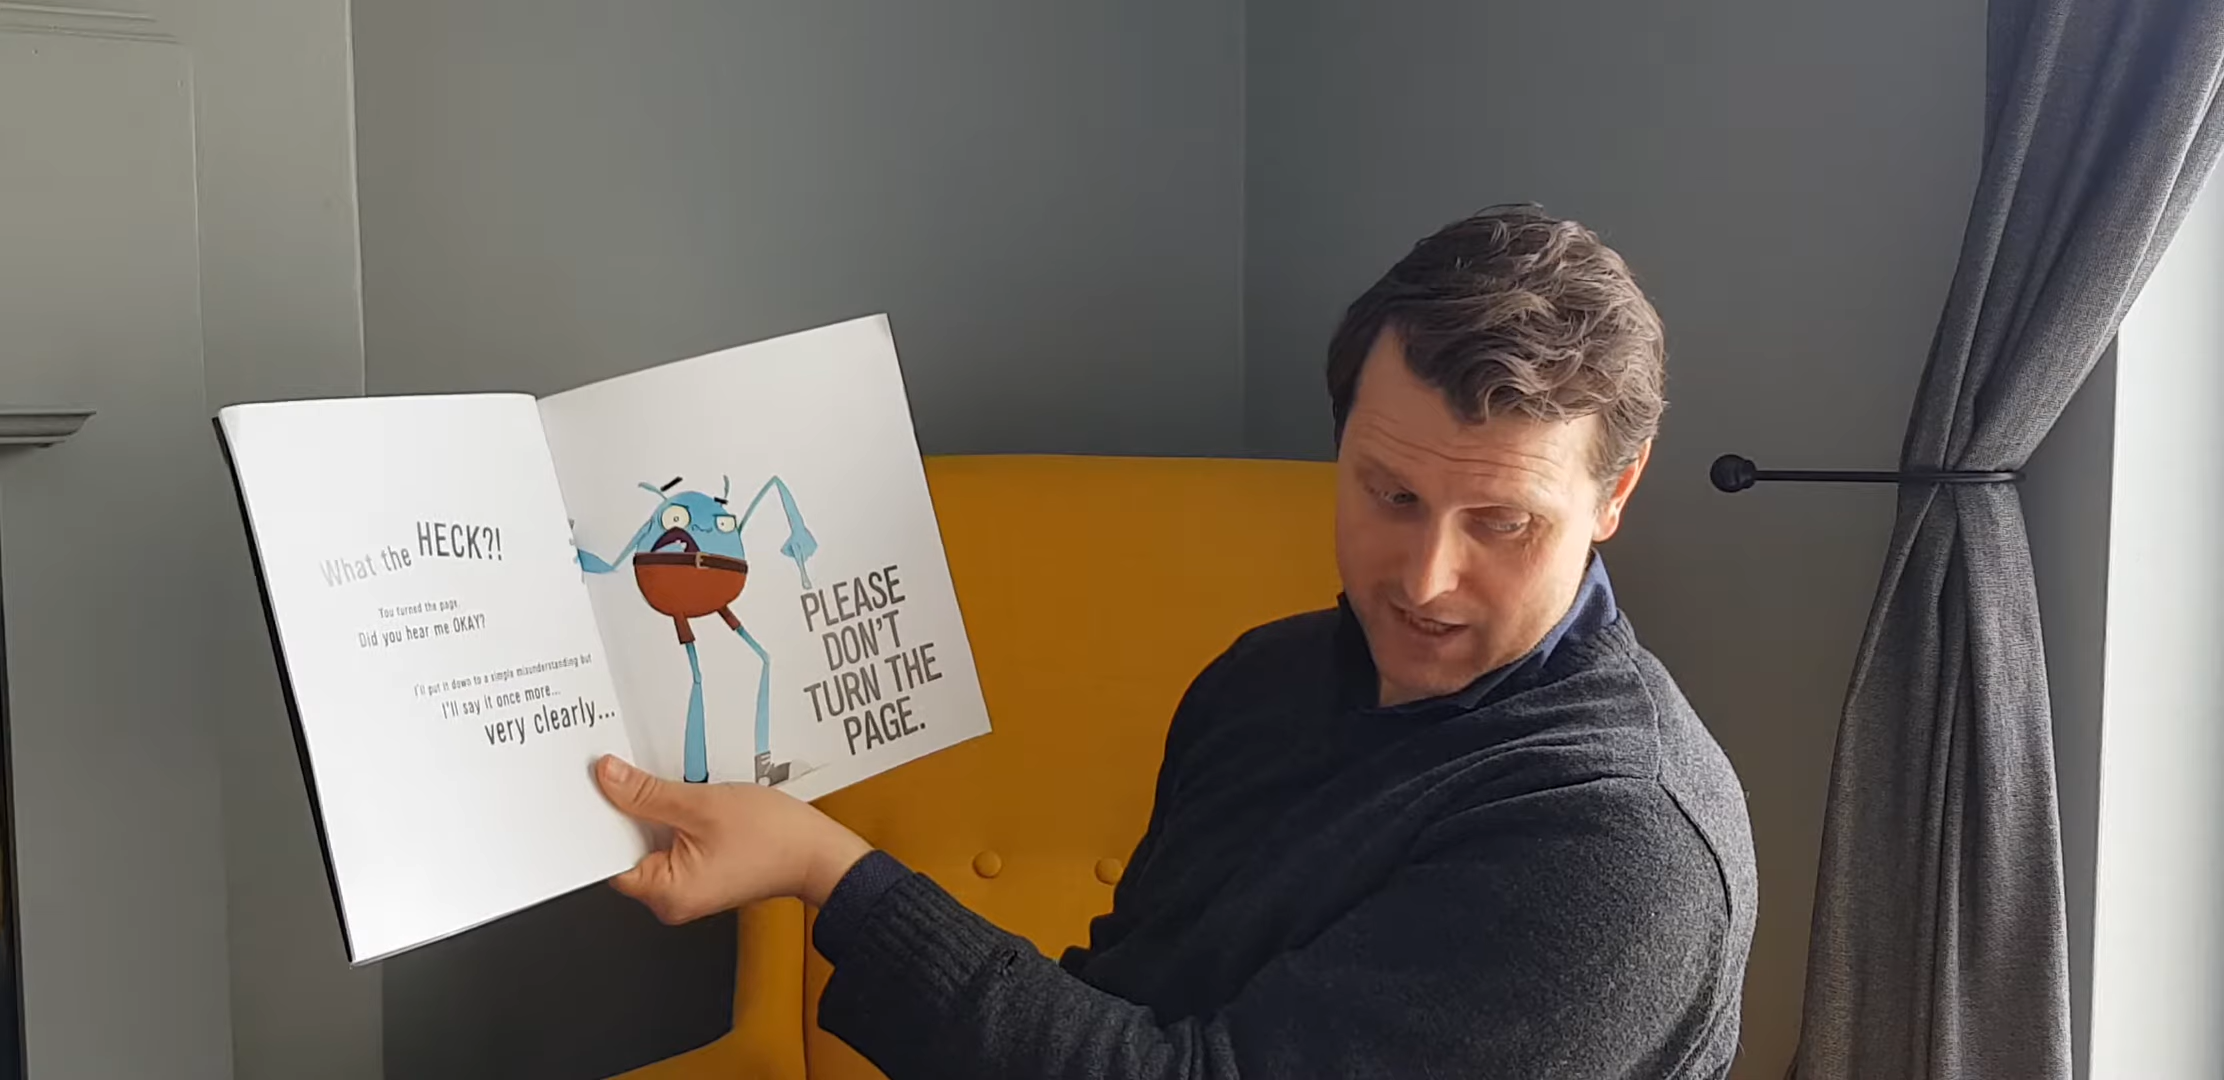 What the HECK?!
You turned the page.
Did you hear me OKAY?
I'll put it down to a simple misunderstanding but
I'll say it once more...
very clearly...
PLEASE
DON'T
TURN THE
PAGE.